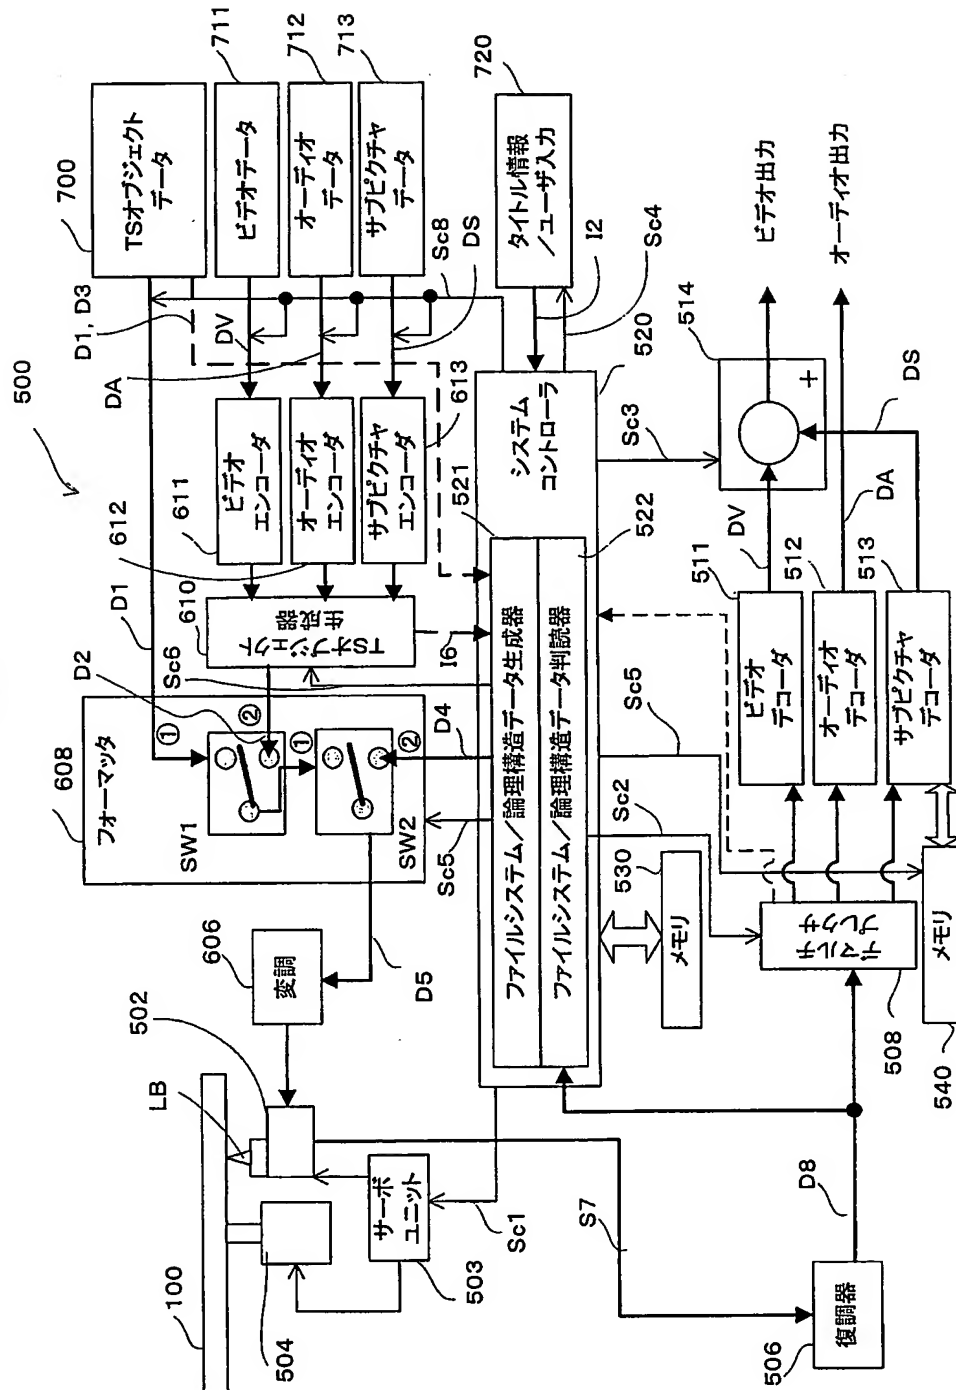 500
100
504
503
サーボ
ユニット
Sc1
LB
502
606
変調
D5
S7
506
復調器
D8
608
フォーマッタ
SW1
SW2
①
②
①
②
D1
D2
D4
Sc6
Sc5
610
TSオブジェクト
生成器
I6
611
ビデオ
エンコーダ
612
オーディオ
エンコーダ
613
サブピクチャ
エンコーダ
D1, D3
DV
DA
DS
Sc8
700
TSオブジェクト
データ
711
ビデオデータ
712
オーディオ
データ
713
サブピクチャ
データ
720
タイトル情報
/ユーザ入力
I2
Sc4
520
システム
コントローラ
521
ファイルシステム/論理構造データ生成器
522
ファイルシステム/論理構造データ判読器
530
メモリ
Sc2
Sc5
Sc3
508
デマルチ
プレクサ
540
メモリ
511
ビデオ
デコーダ
512
オーディオ
デコーダ
513
サブピクチャ
デコーダ
DV
DA
DS
514
+
ビデオ出力
オーディオ出力